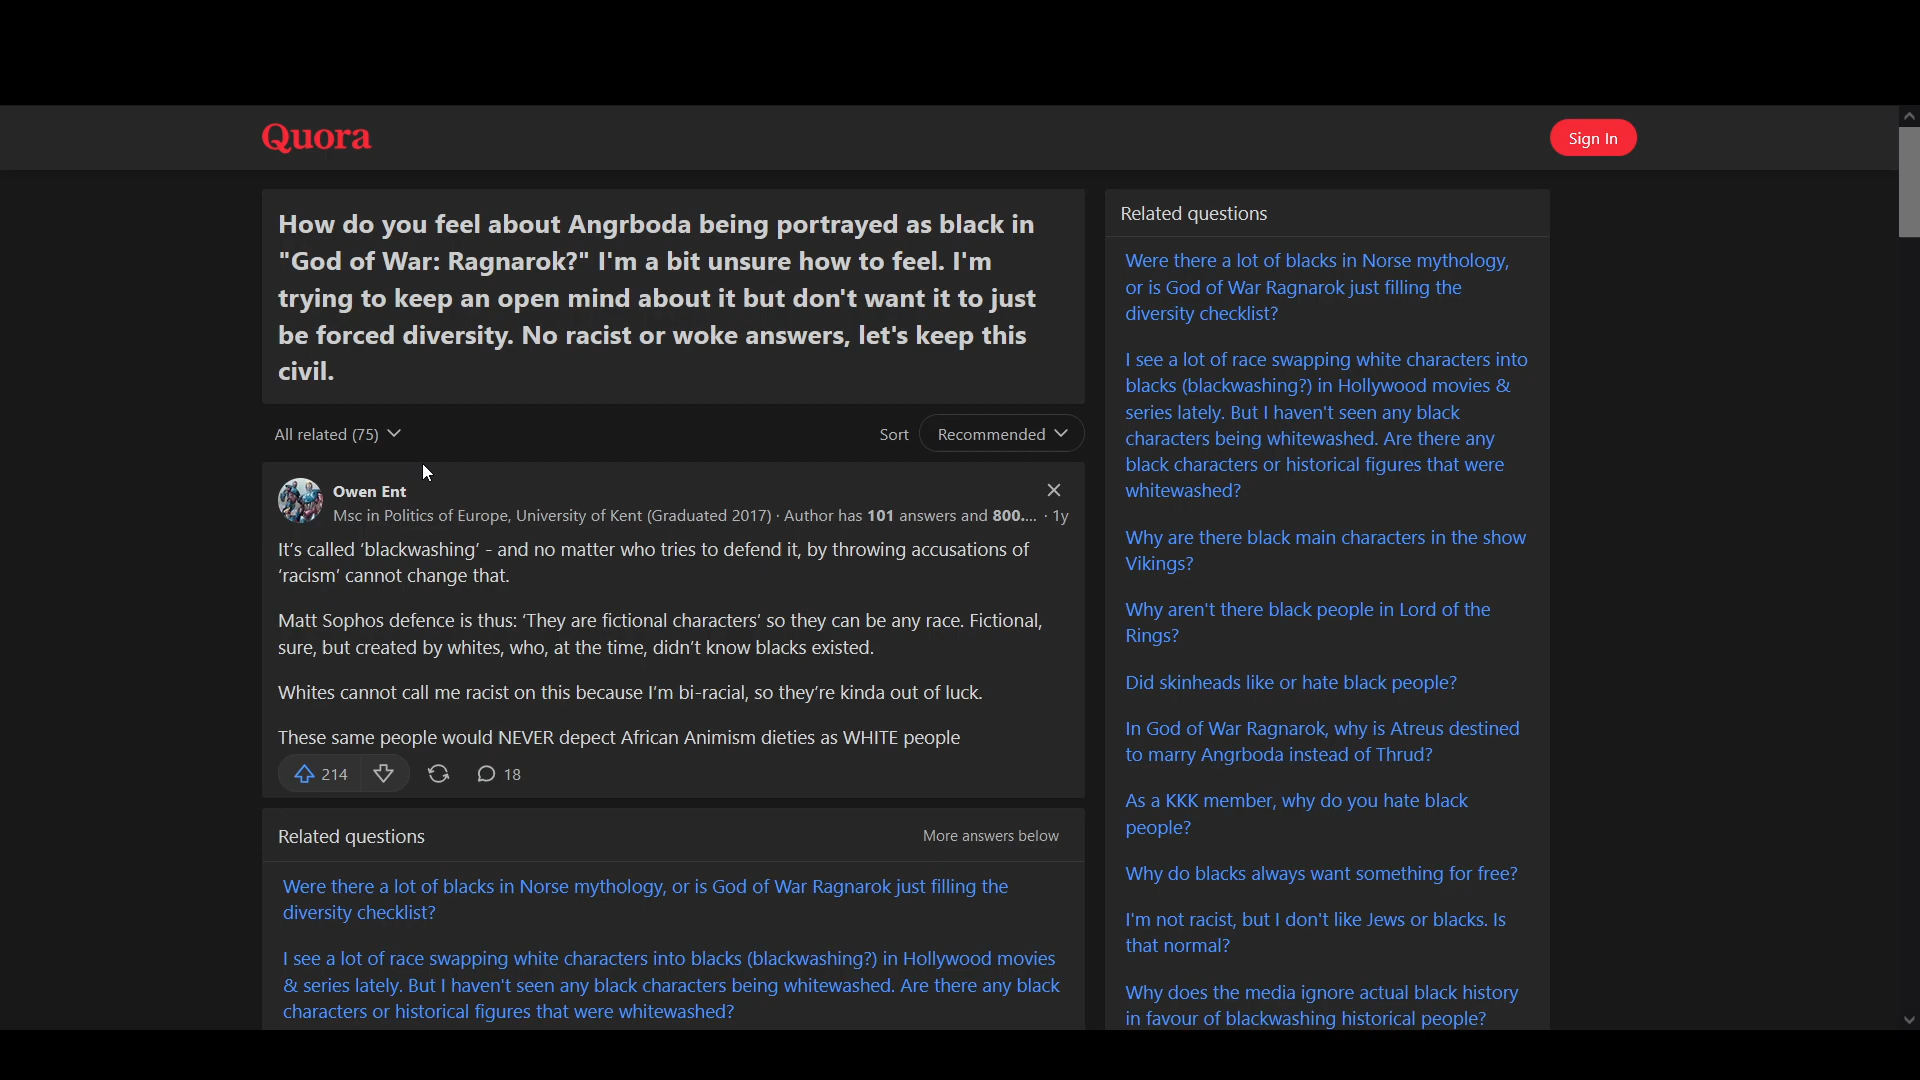 Quora
Sign In
How do you feel about Angrboda being portrayed as black in
"God of War: Ragnarok?" I'm a bit unsure how to feel. I'm
trying to keep an open mind about it but don't want it to just
be forced diversity. No racist or woke answers, let's keep this
civil.
All related (75)
Sort
Recommended
Owen Ent
Msc in Politics of Europe, University of Kent (Graduated 2017) · Author has 101 answers and 800.... · 1y
It's called ‘blackwashing’ - and no matter who tries to defend it, by throwing accusations of
‘racism’ cannot change that.
Matt Sophos defence is thus: ‘They are fictional characters’ so they can be any race. Fictional,
sure, but created by whites, who, at the time, didn’t know blacks existed.
Whites cannot call me racist on this because I’m bi-racial, so they’re kinda out of luck.
These same people would NEVER depect African Animism dieties as WHITE people
214
18
Related questions
More answers below
Were there a lot of blacks in Norse mythology, or is God of War Ragnarok just filling the
diversity checklist?
I see a lot of race swapping white characters into blacks (blackwashing?) in Hollywood movies
& series lately. But I haven't seen any black characters being whitewashed. Are there any black
characters or historical figures that were whitewashed?
Related questions
Were there a lot of blacks in Norse mythology,
or is God of War Ragnarok just filling the
diversity checklist?
I see a lot of race swapping white characters into
blacks (blackwashing?) in Hollywood movies &
series lately. But I haven't seen any black
characters being whitewashed. Are there any
black characters or historical figures that were
whitewashed?
Why are there black main characters in the show
Vikings?
Why aren't there black people in Lord of the
Rings?
Did skinheads like or hate black people?
In God of War Ragnarok, why is Atreus destined
to marry Angrboda instead of Thrud?
As a KKK member, why do you hate black
people?
Why do blacks always want something for free?
I'm not racist, but I don't like Jews or blacks. Is
that normal?
Why does the media ignore actual black history
in favour of blackwashing historical people?